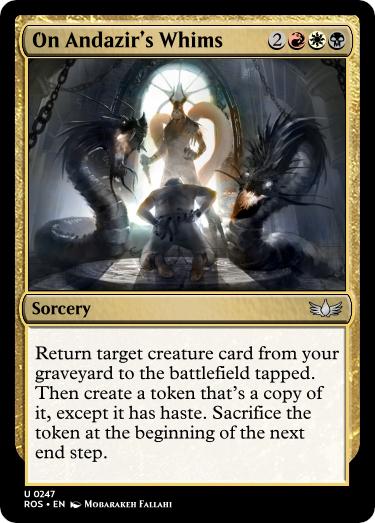 On Andazir's Whims 2
Sorcery
Return target creature card from your
graveyard to the battlefield tapped.
Then create a token that's a copy of
it, except it has haste. Sacrifice the
token at the beginning of the next
end step.
U 0247
ROS • EN Mobarakeh Fallahi